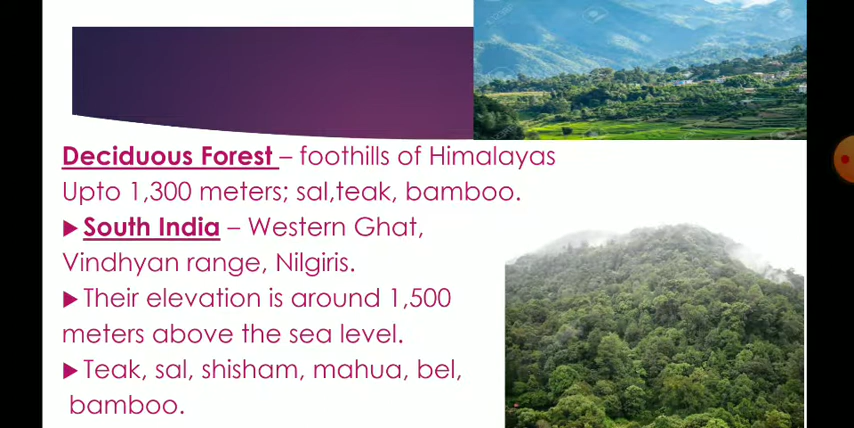 Deciduous Forest – foothills of Himalayas
Upto 1,300 meters; sal,teak, bamboo.
▶South India – Western Ghat,
Vindhyan range, Nilgiris.
▶Their elevation is around 1,500
meters above the sea level.
▶Teak, sal, shisham, mahua, bel,
bamboo.